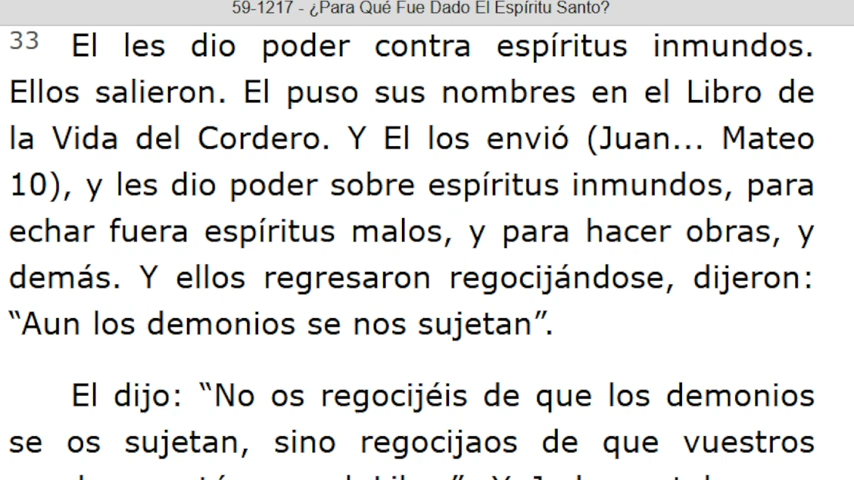 59-1217 - ¿Para Qué Fue Dado El Espíritu Santo?
33 El les dio poder contra espíritus inmundos.
Ellos salieron. El puso sus nombres en el Libro de
la Vida del Cordero. Y El los envió (Juan... Mateo
10), y les dio poder sobre espíritus inmundos, para
echar fuera espíritus malos, y para hacer obras, y
demás. Y ellos regresaron regocijándose, dijeron:
“Aun los demonios se nos sujetan”.
El dijo: “No os regocijéis de que los demonios
se os sujetan, sino regocijaos de que vuestros